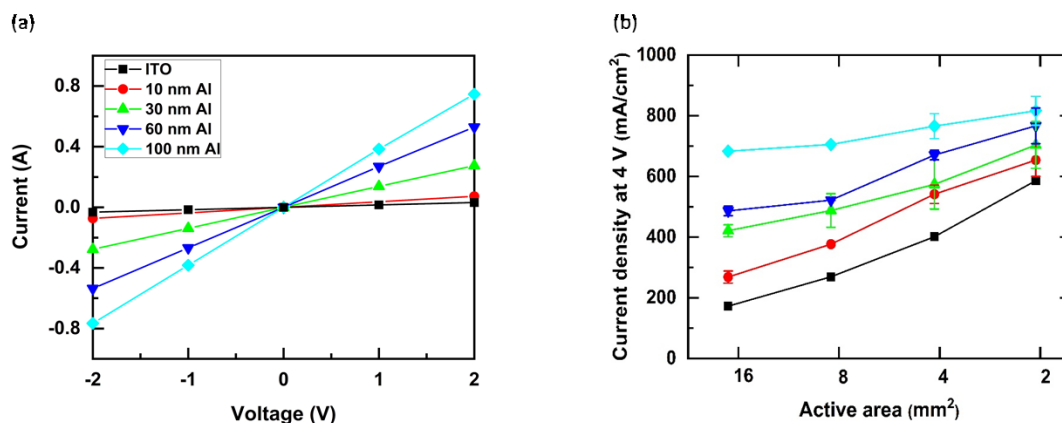 (a)
ITO
10 nm Al
30 nm Al
60 nm Al
100 nm Al
0.8
0.4
0.0
-0.4
-0.8
Current (A)
-2 -1 0 1 2
Voltage (V)
(b)
1000
800
600
400
200
0
Current density at 4 V (mA/cm²)
16 8 4 2
Active area (mm²)